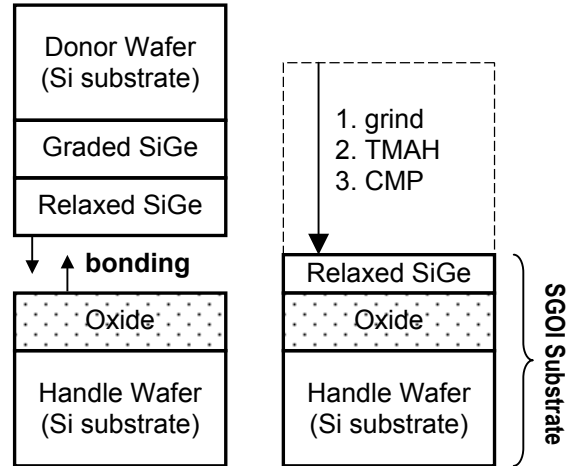 Donor Wafer
(Si substrate)
Graded SiGe
Relaxed SiGe
bonding
Oxide
Handle Wafer
(Si substrate)
1. grind
2. TMAH
3. CMP
Relaxed SiGe
Oxide
Handle Wafer
(Si substrate)
SGOI Substrate